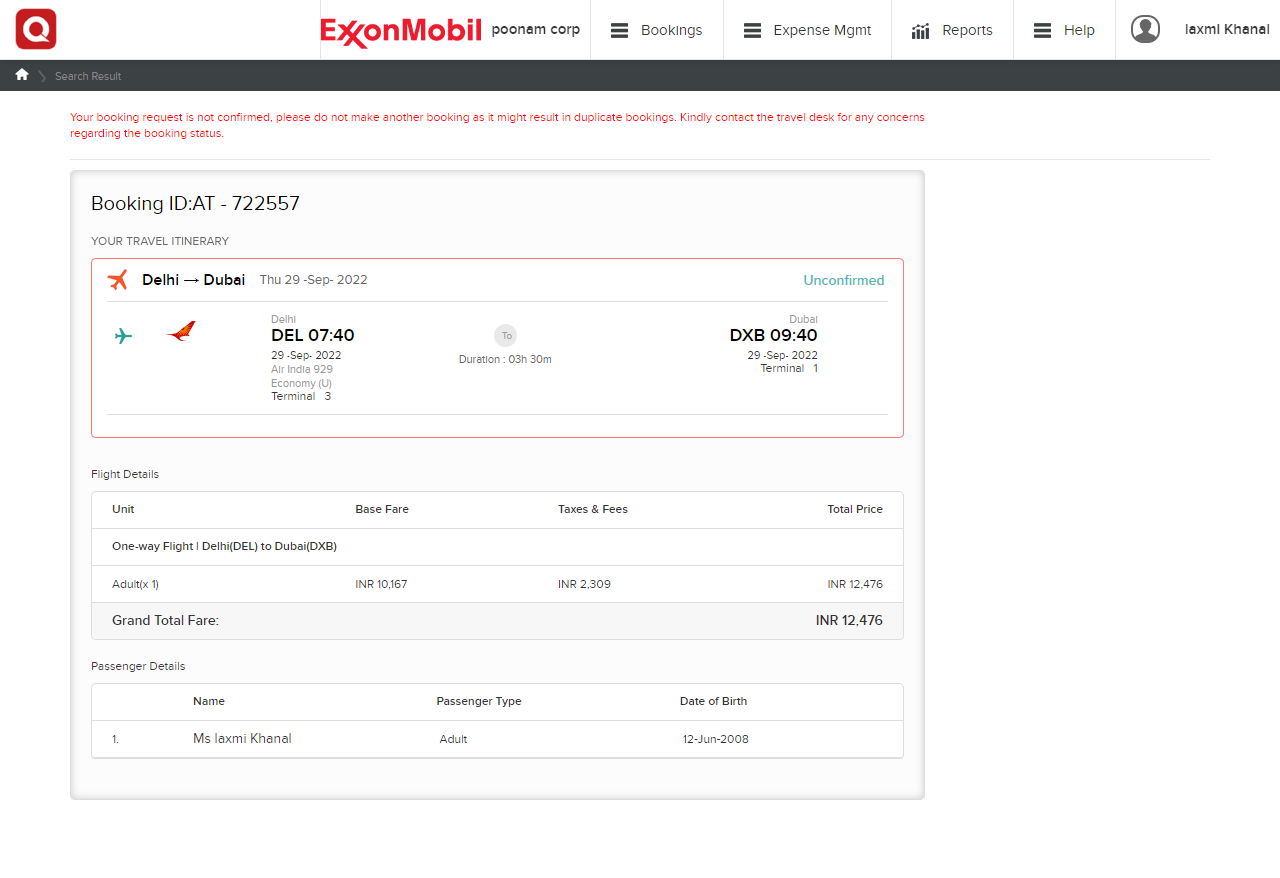 Q
ExxonMobil poonam corp Bookings Expense Mgmt Reports Help laxmi Khanal
Search Result
Your booking request is not confirmed, please do not make another booking as it might result in duplicate bookings. Kindly contact the travel desk for any concerns
regarding the booking status.
Booking ID:AT - 722557
YOUR TRAVEL ITINERARY
Delhi → Dubai Thu 29 -Sep- 2022 Unconfirmed
Delhi Dubai
DEL 07:40 To DXB 09:40
29 -Sep- 2022 Duration : 03h 30m 29 -Sep- 2022
Air India 929 Terminal 1
Economy (U)
Terminal 3
Flight Details
Unit Base Fare Taxes & Fees Total Price
One-way Flight | Delhi(DEL) to Dubai(DXB)
Adult(x 1) INR 10,167 INR 2,309 INR 12,476
Grand Total Fare: INR 12,476
Passenger Details
Name Passenger Type Date of Birth
1. Ms laxmi Khanal Adult 12-Jun-2008